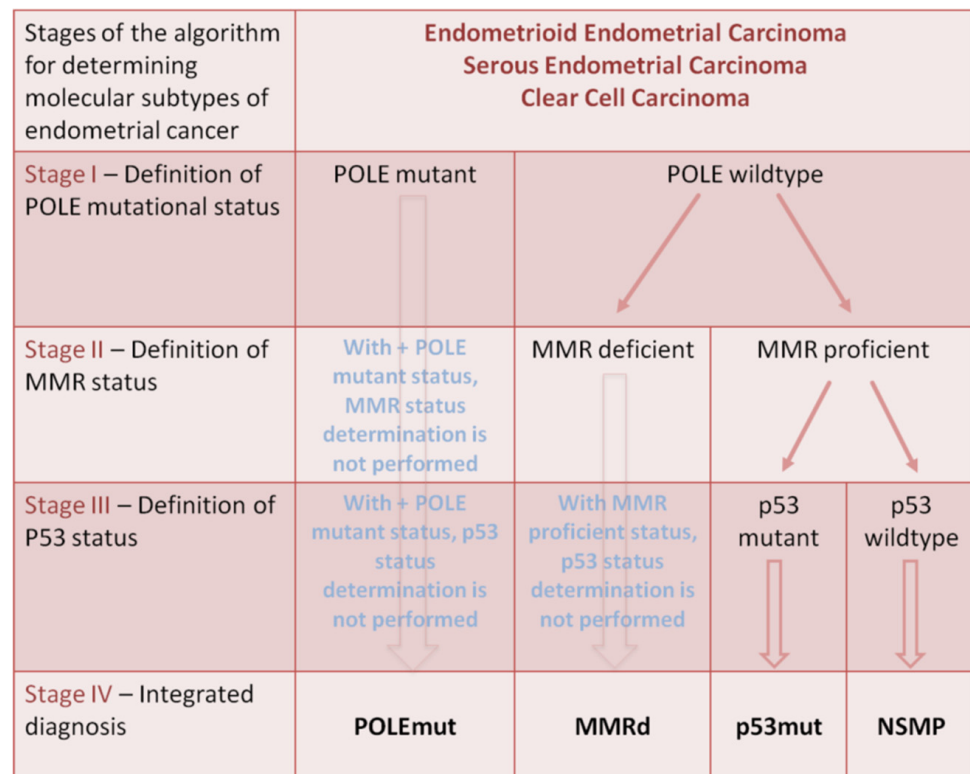 Stages of the algorithm
for determining
molecular subtypes of
endometrial cancer
Endometrioid Endometrial Carcinoma
Serous Endometrial Carcinoma
Clear Cell Carcinoma
Stage I – Definition of
POLE mutational status
POLE mutant
POLE wildtype
Stage II – Definition of
MMR status
With + POLE
mutant status,
MMR status
determination is
not performed
MMR deficient
MMR proficient
Stage III – Definition of
P53 status
With + POLE
mutant status, p53
status
determination is
not performed
With MMR
proficient status,
p53 status
determination is
not performed
p53
mutant
p53
wildtype
Stage IV – Integrated
diagnosis
POLEmut
MMRd
p53mut
NSMP